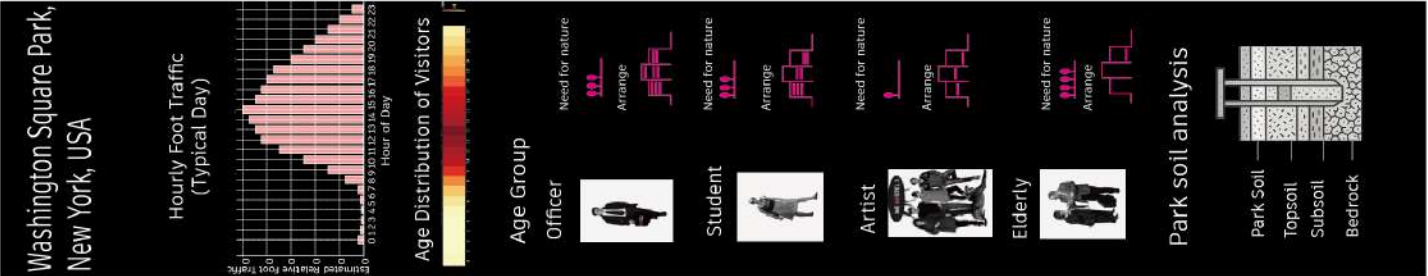 Washington Square Park,
New York, USA
Hourly Foot Traffic
(Typical Day)
Estimated Relative Foot Traffic
0 1 2 3 4 5 6 7 8 9 10 11 12 13 14 15 16 17 18 19 20 21 22 23
Hour of Day
Age Distribution of Visitors
Age Group
Officer
Need for nature
Arrange
Student
Need for nature
Arrange
Artist
Need for nature
Arrange
Elderly
Need for nature
Arrange
Park soil analysis
Park Soil
Topsoil
Subsoil
Bedrock